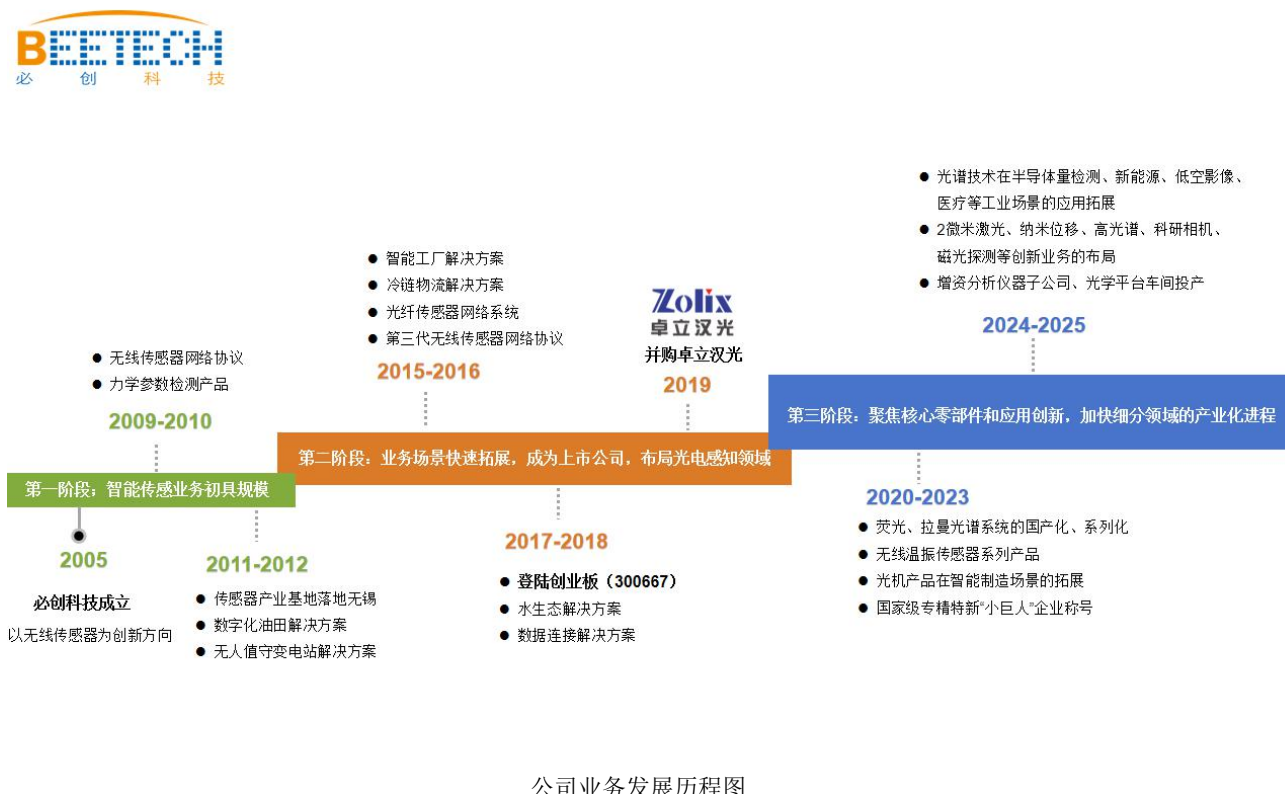 BEETECH
必创科技
光谱技术在半导体量检测、新能源、低空影像、
医疗等工业场景的应用拓展
2微米激光、纳米位移、高光谱、科研相机、
磁光探测等创新业务的布局
增资分析仪器子公司、光学平台车间投产
2024-2025
智能工厂解决方案
冷链物流解决方案
光纤传感器网络系统
第三代无线传感器网络协议
2015-2016
Zolix
卓立汉光
并购卓立汉光
2019
无线传感器网络协议
力学参数检测产品
2009-2010
第三阶段：聚焦核心零部件和应用创新，加快细分领域的产业化进程
第二阶段：业务场景快速拓展，成为上市公司，布局光电感知领域
第一阶段：智能传感业务初具规模
2005
必创科技成立
以无线传感器为创新方向
2011-2012
传感器产业基地落地无锡
数字化油田解决方案
无人值守变电站解决方案
2017-2018
登陆创业板（300667）
水生态解决方案
数据连接解决方案
2020-2023
荧光、拉曼光谱系统的国产化、系列化
无线温振传感器系列产品
光机产品在智能制造场景的拓展
国家级专精特新“小巨人”企业称号
公司业务发展历程图